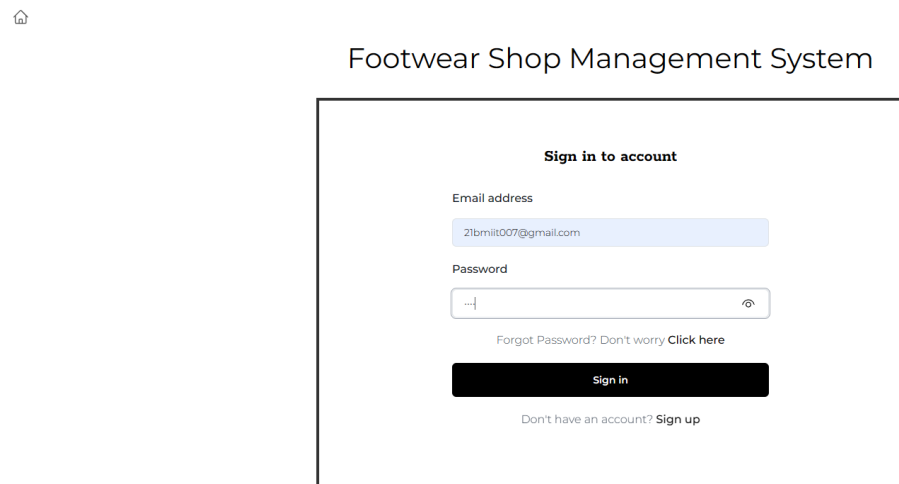 Footwear Shop Management System
Sign in to account
Email address
21bmiit007@gmail.com
Password
Forgot Password? Don't worry Click here
Sign in
Don't have an account? Sign up